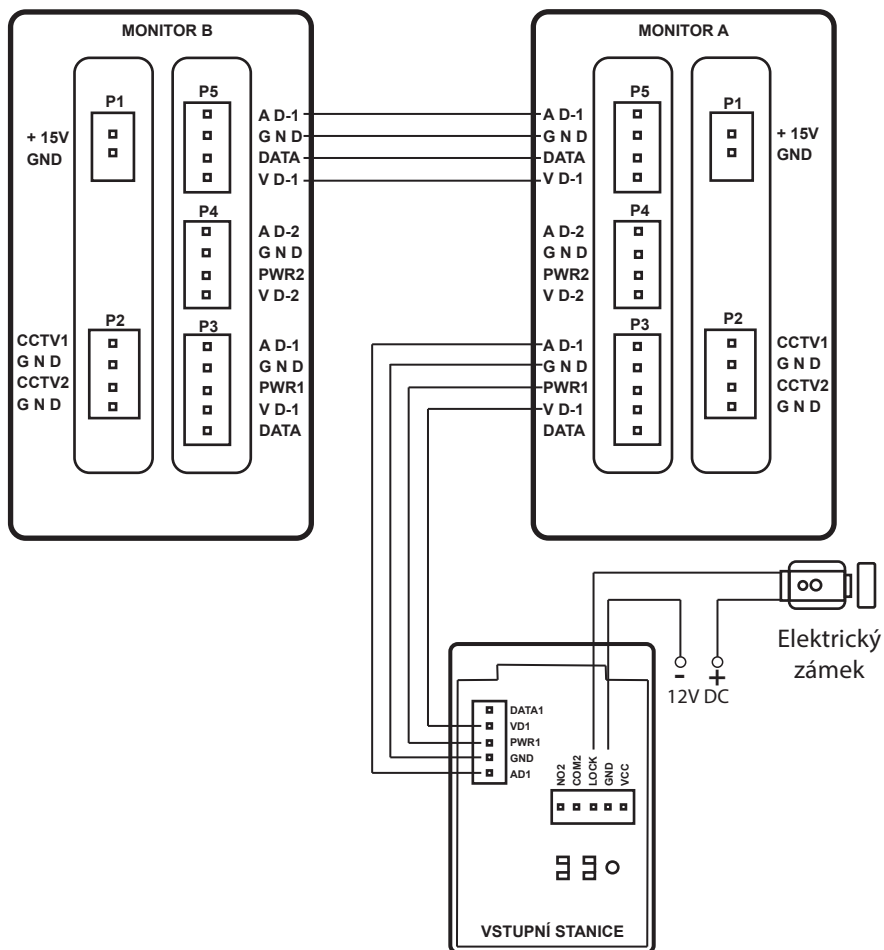 MONITOR B
P1
+ 15V
GND
P5
A D-1
G N D
DATA
V D-1
P4
A D-2
G N D
PWR2
V D-2
P2
CCTV1
G N D
CCTV2
G N D
P3
A D-1
G N D
PWR1
V D-1
DATA
MONITOR A
P5
A D-1
G N D
DATA
V D-1
P1
+ 15V
GND
P4
A D-2
G N D
PWR2
V D-2
P3
A D-1
G N D
PWR1
V D-1
DATA
P2
CCTV1
G N D
CCTV2
G N D
Elektrický
zámek
- +
12V DC
DATA1
VD1
PWR1
GND
AD1
NO2
COM2
LOCK
GND
VCC
VSTUPNÍ STANICE